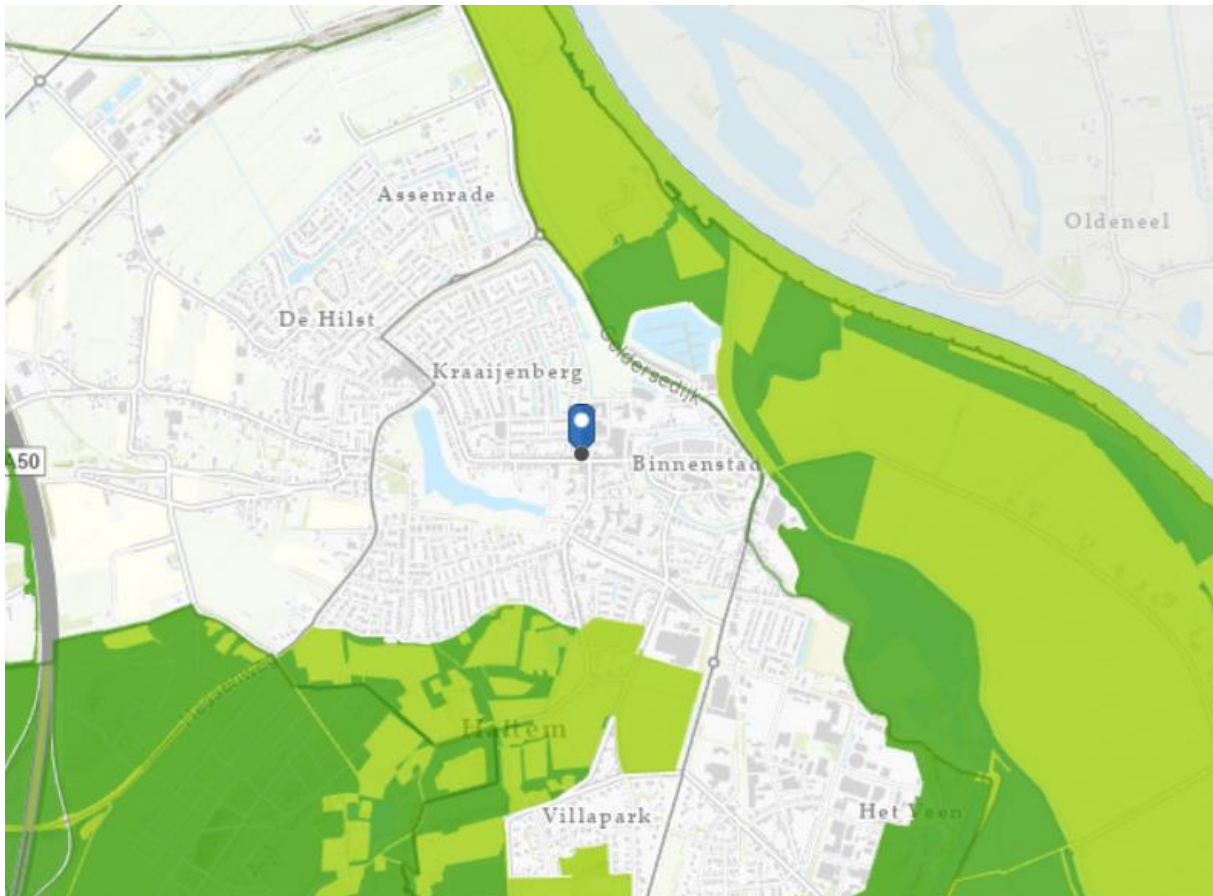 Assenrade
Oldeneel
De Hilst
Geldersedijk
Kraaijenberg
A50
Binnenstad
Hattem
Villapark
Het Veen